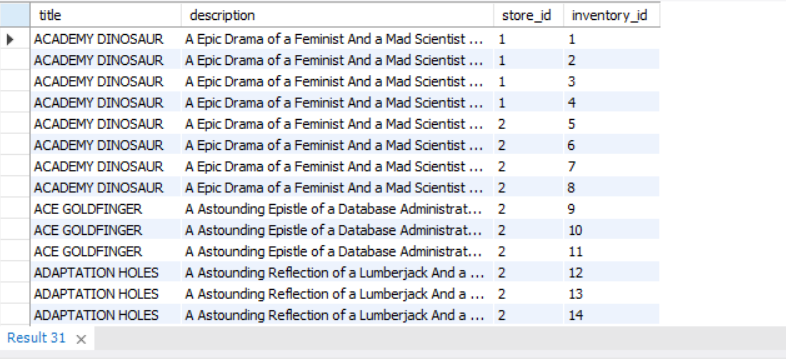 title description store_id inventory_id
ACADEMY DINOSAUR A Epic Drama of a Feminist And a Mad Scientist ... 1 1
ACADEMY DINOSAUR A Epic Drama of a Feminist And a Mad Scientist ... 1 2
ACADEMY DINOSAUR A Epic Drama of a Feminist And a Mad Scientist ... 1 3
ACADEMY DINOSAUR A Epic Drama of a Feminist And a Mad Scientist ... 1 4
ACADEMY DINOSAUR A Epic Drama of a Feminist And a Mad Scientist ... 2 5
ACADEMY DINOSAUR A Epic Drama of a Feminist And a Mad Scientist ... 2 6
ACADEMY DINOSAUR A Epic Drama of a Feminist And a Mad Scientist ... 2 7
ACADEMY DINOSAUR A Epic Drama of a Feminist And a Mad Scientist ... 2 8
ACE GOLDFINGER A Astounding Epistle of a Database Administrat... 2 9
ACE GOLDFINGER A Astounding Epistle of a Database Administrat... 2 10
ACE GOLDFINGER A Astounding Epistle of a Database Administrat... 2 11
ADAPTATION HOLES A Astounding Reflection of a Lumberjack And a ... 2 12
ADAPTATION HOLES A Astounding Reflection of a Lumberjack And a ... 2 13
ADAPTATION HOLES A Astounding Reflection of a Lumberjack And a ... 2 14
Result 31